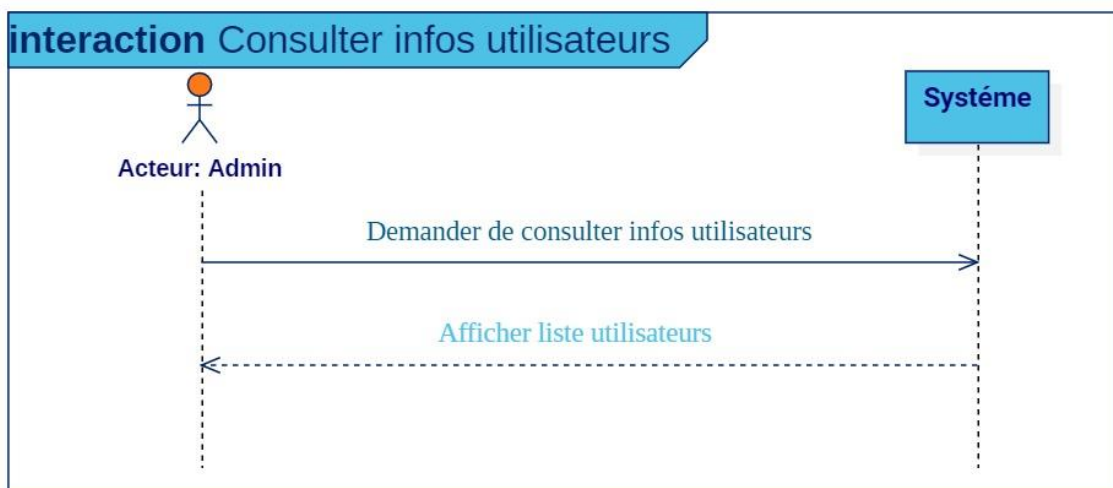 interaction Consulter infos utilisateurs
Systéme
Acteur: Admin
Demander de consulter infos utilisateurs
Afficher liste utilisateurs